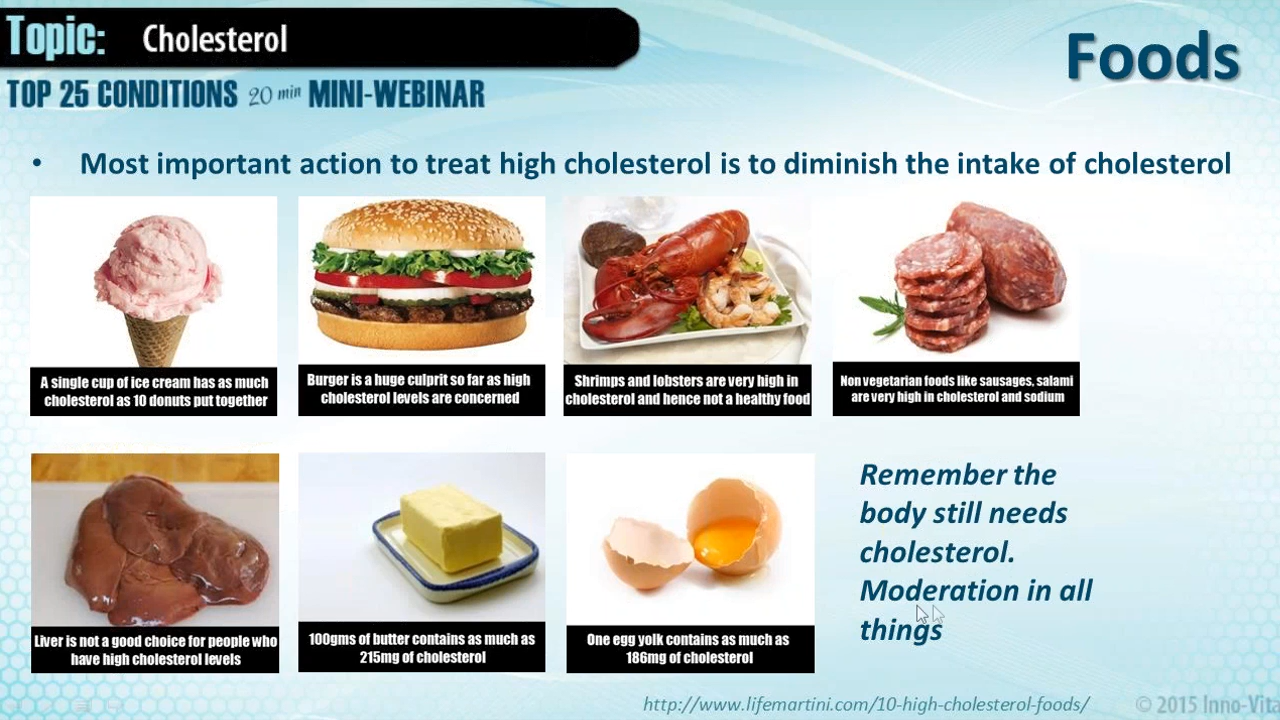 Topic: Cholesterol
Foods
TOP 25 CONDITIONS 20 min MINI-WEBINAR
• Most important action to treat high cholesterol is to diminish the intake of cholesterol
A single cup of ice cream has as much
cholesterol as 10 donuts put together
Burger is a huge culprit so far as high
cholesterol levels are concerned
Shrimps and lobsters are very high in
cholesterol and hence not a healthy food
Non vegetarian foods like sausages, salami
are very high in cholesterol and sodium
Liver is not a good choice for people who
have high cholesterol levels
100gms of butter contains as much as
215mg of cholesterol
One egg yolk contains as much as
186mg of cholesterol
Remember the
body still needs
cholesterol.
Moderation in all
things
http://www.lifemartini.com/10-high-cholesterol-foods/
© 2015 Inno-Vita